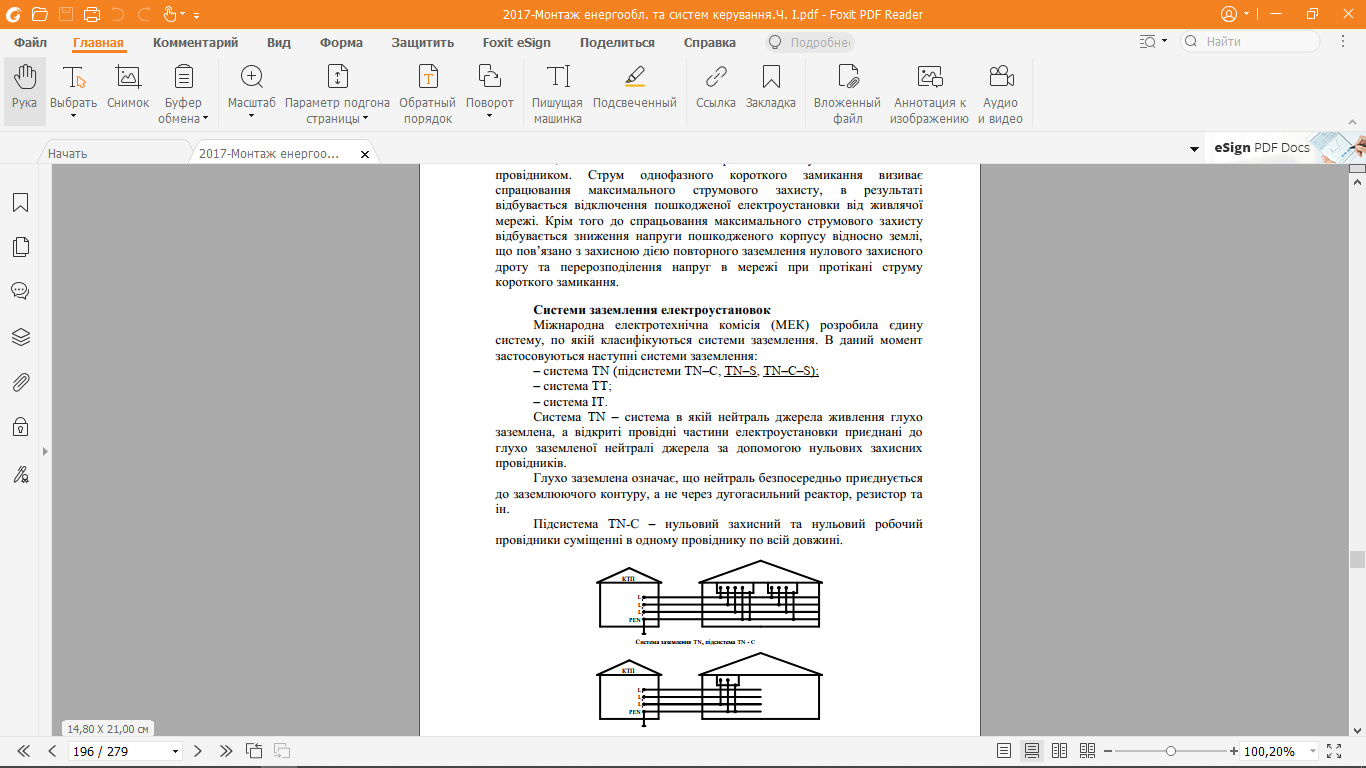 2017-Монтаж енергообл. та систем керування.Ч. I.pdf - Foxit PDF Reader
Файл Главная Комментарий Вид Форма Защитить Foxit eSign Поделиться Справка Подробнее Найти
Рука Выбрать Снимок Буфер обмена Масштаб Параметр подгона страницы Обратный порядок Поворот Пишущая машинка Подсвеченный Ссылка Закладка Вложенный файл Аннотация к изображению Аудио и видео
Начать 2017-Монтаж енергоо... eSign PDF Docs
провідником. Струм однофазного короткого замикання визиває
спрацювання максимального струмового захисту, в результаті
відбувається відключення пошкодженої електроустановки від живлячої
мережі. Крім того до спрацьовання максимального струмового захисту
відбувається зниження напруги пошкодженого корпусу відносно землі,
що пов’язано з захисною дією повторного заземлення нулового захисного
дроту та перерозподілення напруг в мережі при протікані струму
короткого замикання.
Системи заземлення електроустановок
Міжнародна електротехнічна комісія (МЕК) розробила єдину
систему, по якій класифікуються системи заземлення. В даний момент
застосовуються наступні системи заземлення:
– система TN (підсистеми TN–C, TN–S, TN–C–S);
– система TT;
– система IT.
Система TN – система в якій нейтраль джерела живлення глухо
заземлена, а відкриті провідні частини електроустановки приєднані до
глухо заземленої нейтралі джерела за допомогою нульових захисних
провідників.
Глухо заземлена означає, що нейтраль безпосередньо приєднується
до заземлюючого контуру, а не через дугогасильний реактор, резистор та
ін.
Підсистема TN-C – нульовий захисний та нульовий робочий
провідники суміщенні в одному провіднику по всій довжині.
КТП
L
L
L
PEN
Система заземлення TN, підсистема TN - C
КТП
L
L
L
PEN
14,80 X 21,00 см
196 / 279 100,20%